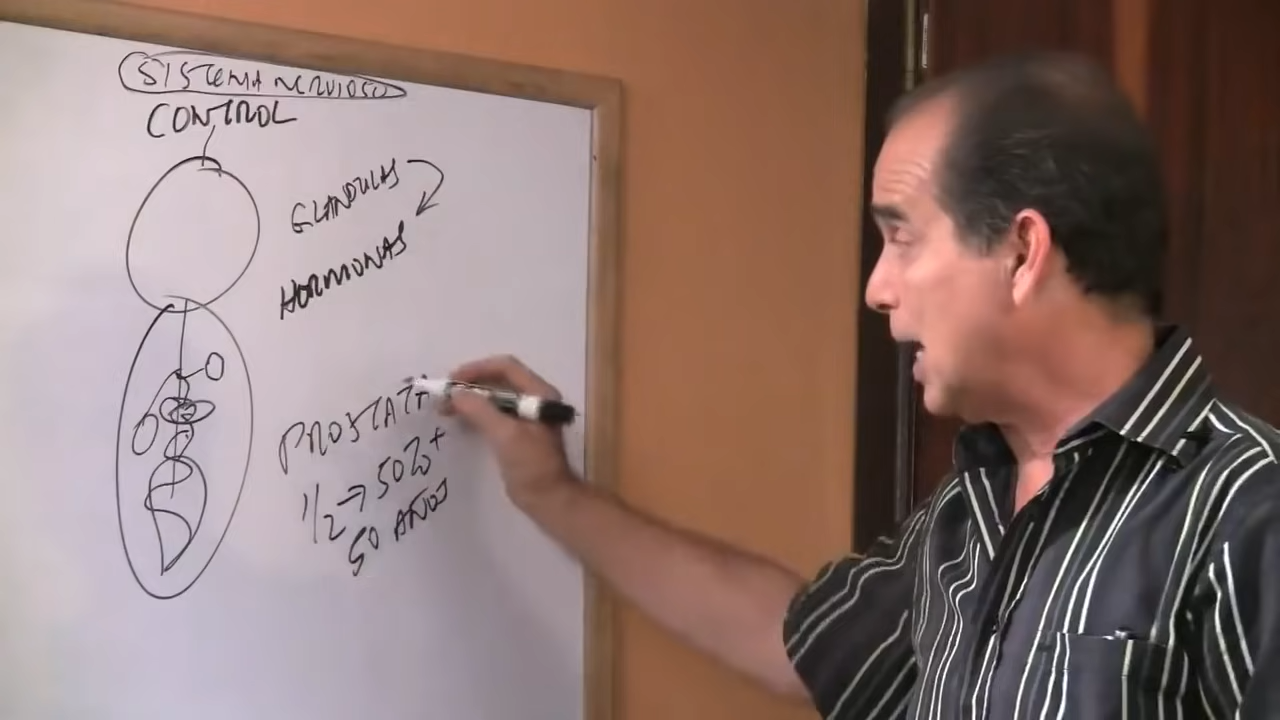 SISTEMA NERVIOSO
CONTROL
GLANDULAS
HORMONAS
PROSTATA
1/2 → 50%+
50 AÑOS